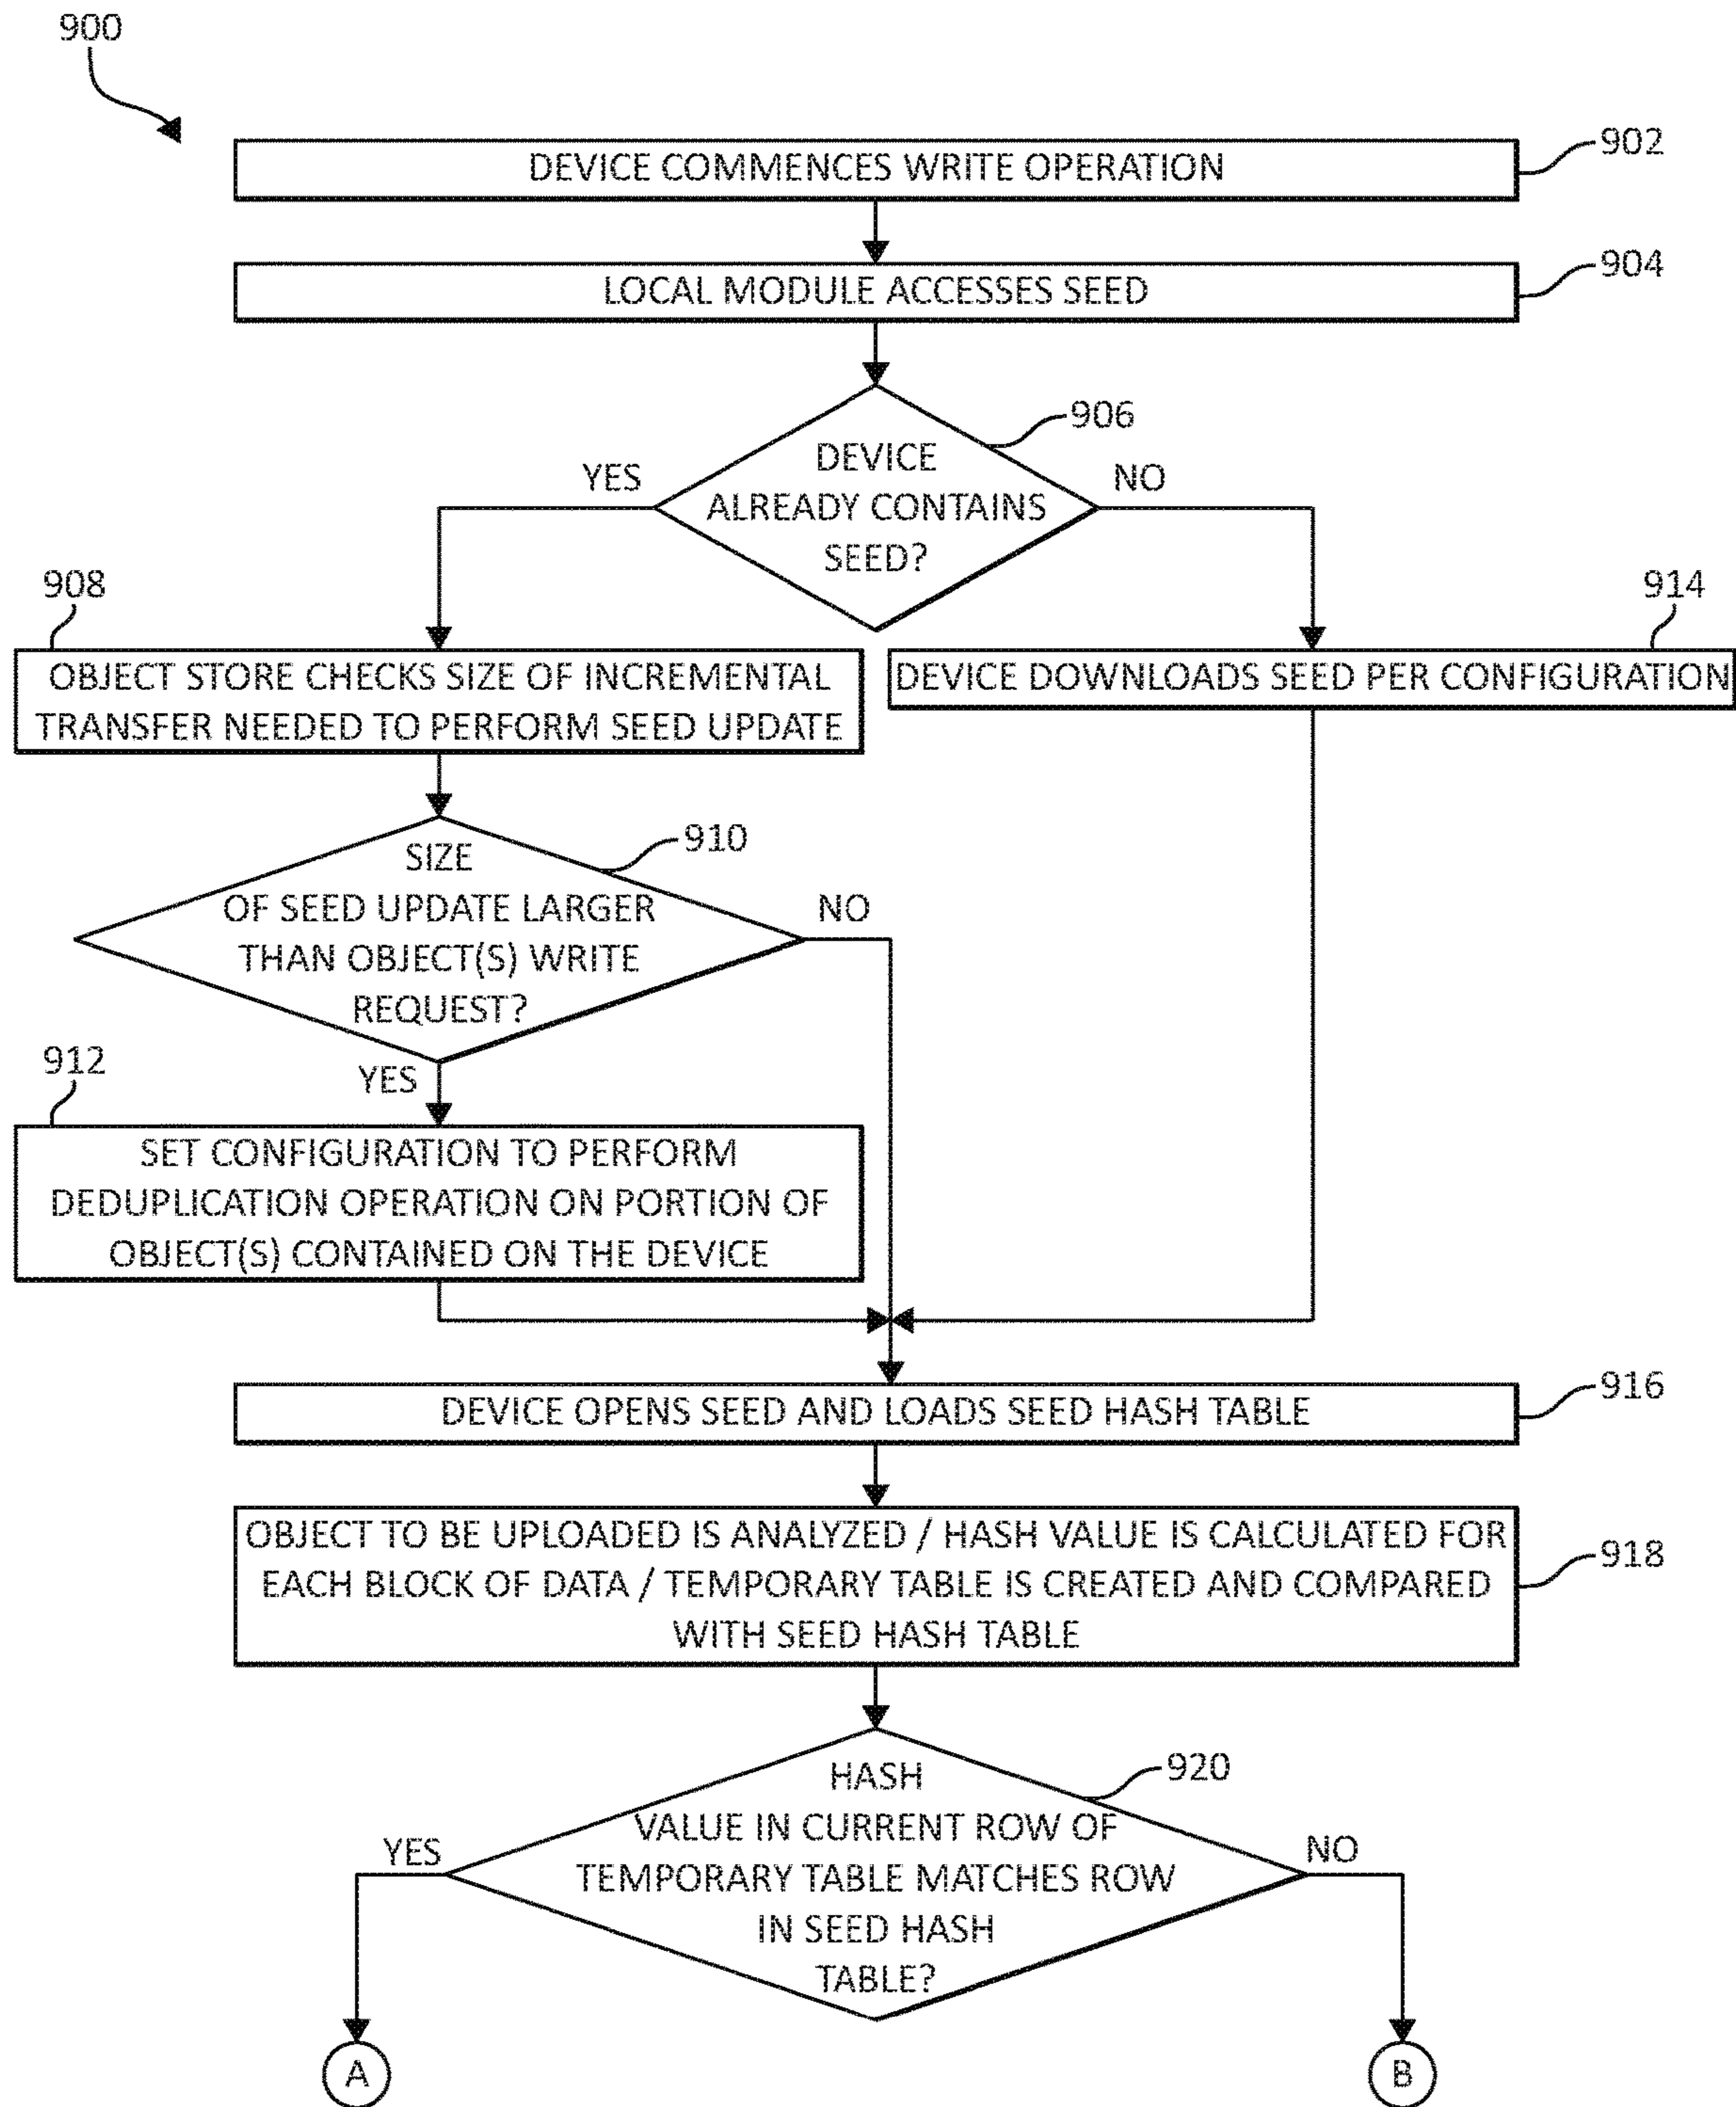 900
DEVICE COMMENCES WRITE OPERATION
902
LOCAL MODULE ACCESSES SEED
904
906
DEVICE
ALREADY CONTAINS
SEED?
YES
NO
908
OBJECT STORE CHECKS SIZE OF INCREMENTAL
TRANSFER NEEDED TO PERFORM SEED UPDATE
914
DEVICE DOWNLOADS SEED PER CONFIGURATION
910
SIZE
OF SEED UPDATE LARGER
THAN OBJECT(S) WRITE
REQUEST?
NO
YES
912
SET CONFIGURATION TO PERFORM
DEDUPLICATION OPERATION ON PORTION OF
OBJECT(S) CONTAINED ON THE DEVICE
DEVICE OPENS SEED AND LOADS SEED HASH TABLE
916
OBJECT TO BE UPLOADED IS ANALYZED / HASH VALUE IS CALCULATED FOR
EACH BLOCK OF DATA / TEMPORARY TABLE IS CREATED AND COMPARED
WITH SEED HASH TABLE
918
920
HASH
VALUE IN CURRENT ROW OF
TEMPORARY TABLE MATCHES ROW
IN SEED HASH
TABLE?
YES
NO
A
B